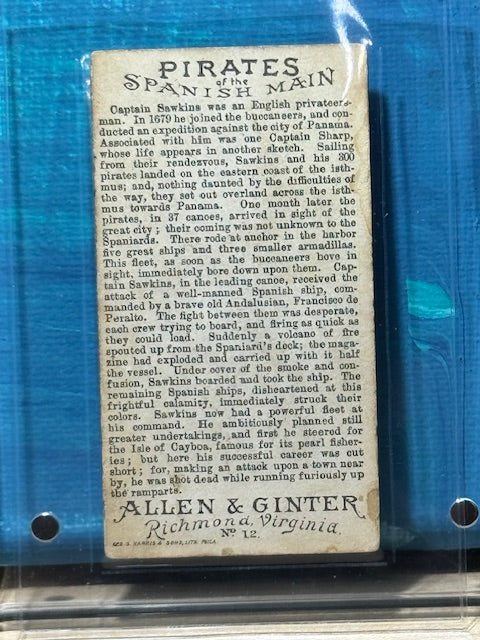 PIRATES
of the
SPANISH MAIN
Captain Sawkins was an English privateers-
man. In 1679 he joined the buccaneers, and con-
ducted an expedition against the city of Panama.
Associated with him was one Captain Sharp,
whose life appears in another sketch. Sailing
from their rendezvous, Sawkins and his 300
pirates landed on the eastern coast of the isth-
mus; and, nothing daunted by the difficulties of
the way, they set out overland across the isth-
mus towards Panama. One month later the
pirates, in 37 canoes, arrived in sight of the
great city; their coming was not unknown to the
Spaniards. There rode at anchor in the harbor
five great ships and three smaller armadillas.
This fleet, as soon as the buccaneers hove in
sight, immediately bore down upon them. Cap-
tain Sawkins, in the leading canoe, received the
attack of a well-manned Spanish ship, com-
manded by a brave old Andalusian, Francisco de
Peralto. The fight between them was desperate,
each crew trying to board, and firing as quick as
they could load. Suddenly a volcano of fire
spouted up from the Spaniard's deck; the maga-
zine had exploded and carried up with it half
the vessel. Under cover of the smoke and con-
fusion, Sawkins boarded and took the ship. The
remaining Spanish ships, disheartened at this
frightful calamity, immediately struck their
colors. Sawkins now had a powerful fleet at
his command. He ambitiously planned still
greater undertakings, and first he steered for
the Isle of Cayboa, famous for its pearl fisher-
ies; but here his successful career was cut
short; for, making an attack upon a town near
by, he was shot dead while running furiously up
the ramparts.
ALLEN & GINTER
Richmond, Virginia.
No 12.
GEO. S. HARRIS & SONS, LITH. PHILA.